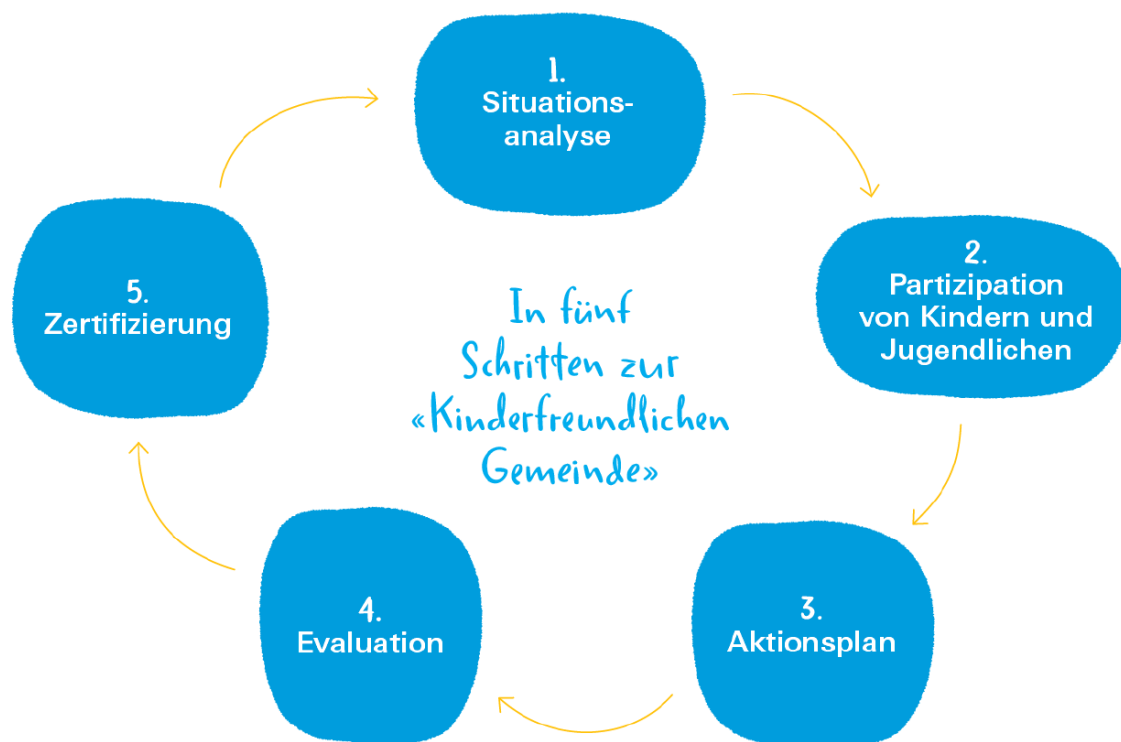 1.
Situations-
analyse
2.
Partizipation
von Kindern und
Jugendlichen
3.
Aktionsplan
4.
Evaluation
5.
Zertifizierung
In fünf
Schritten zur
«Kinderfreundlichen
Gemeinde»